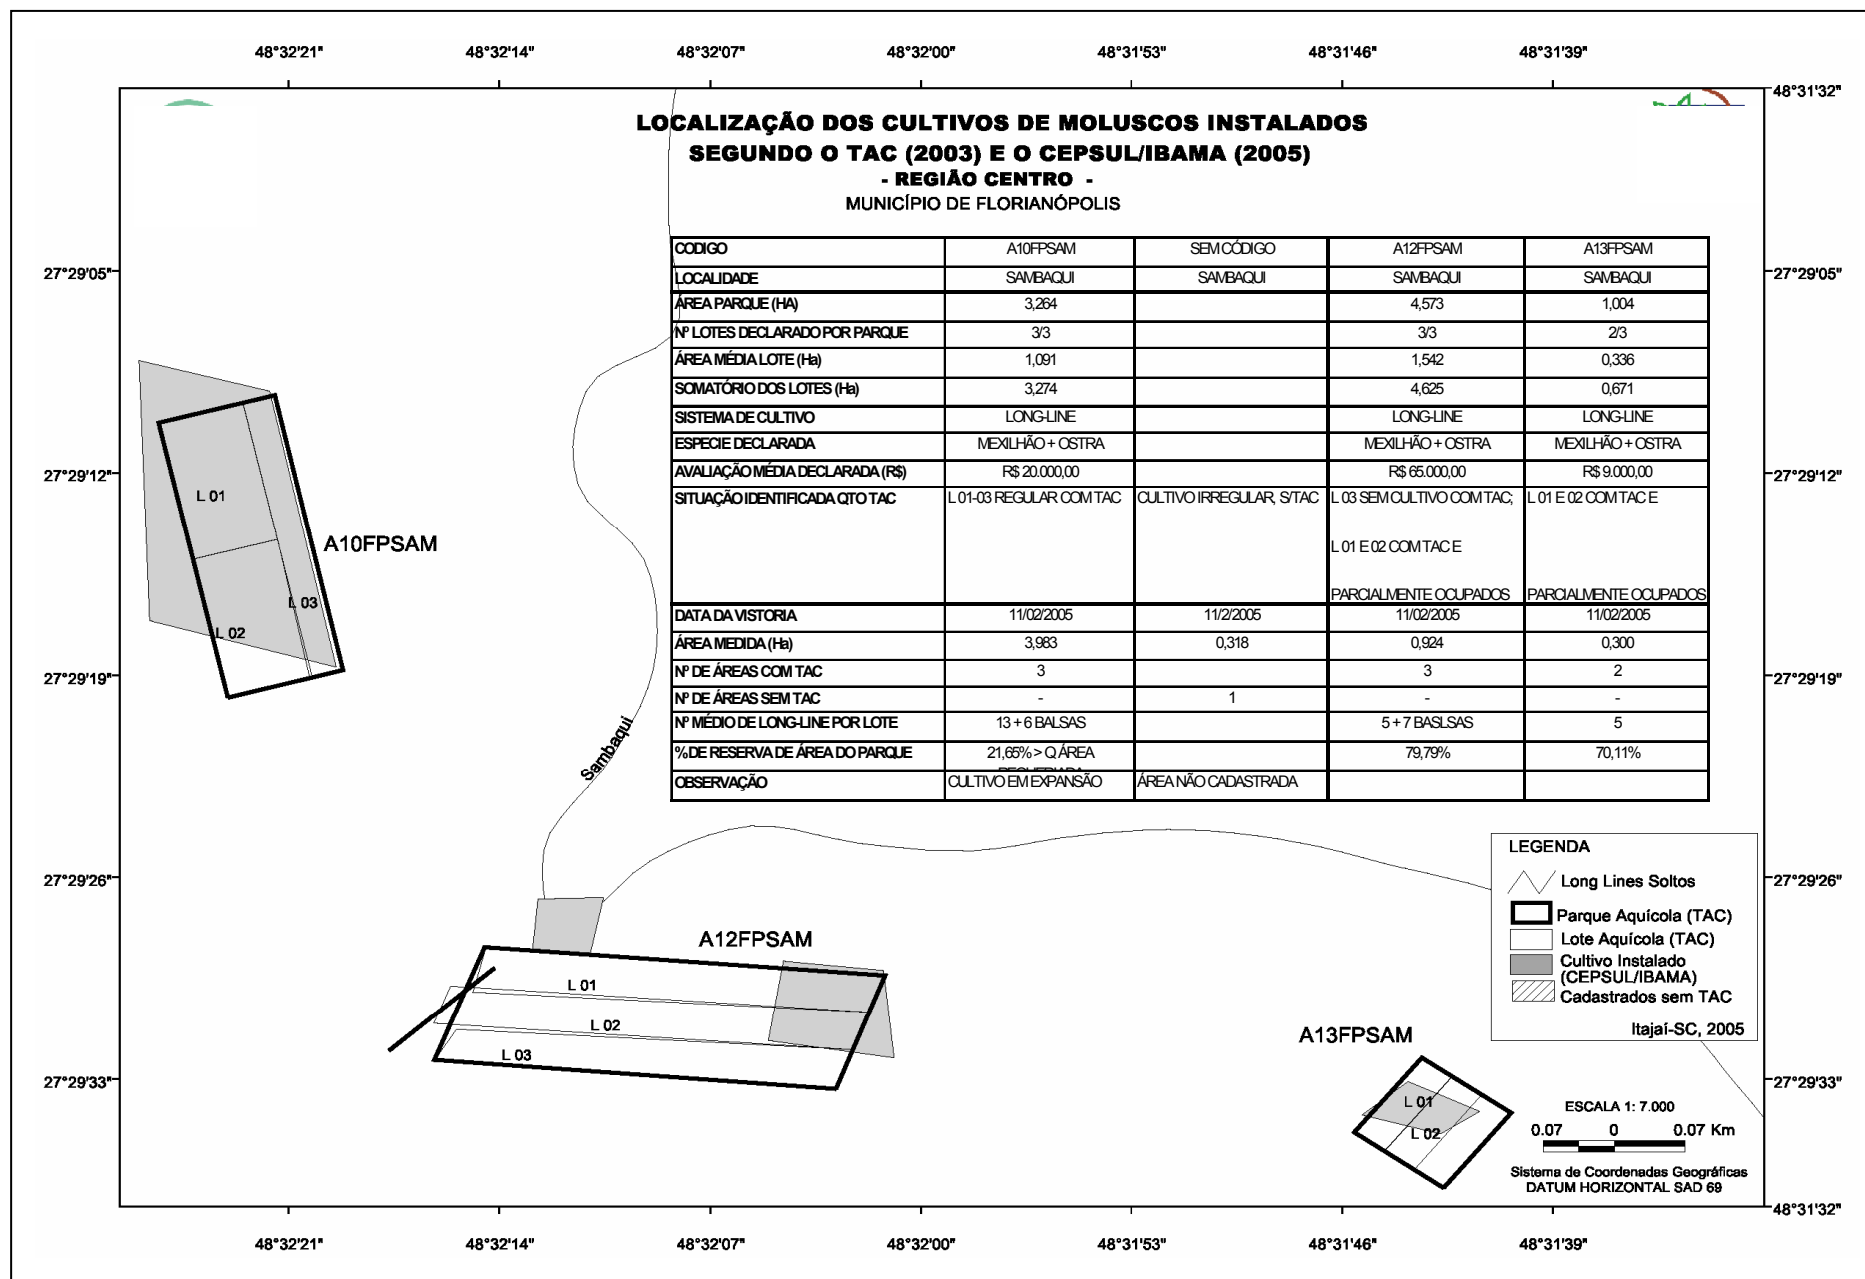 48°32'21" 48°32'14" 48°32'07" 48°32'00" 48°31'53" 48°31'46" 48°31'39"
48°31'32"
LOCALIZAÇÃO DOS CULTIVOS DE MOLUSCOS INSTALADOS
SEGUNDO O TAC (2003) E O CEPSUL/IBAMA (2005)
- REGIÃO CENTRO -
MUNICÍPIO DE FLORIANÓPOLIS
CODIGO A10FPSAM SEM CÓDIGO A12FPSAM A13FPSAM
LOCALIDADE SAMBAQUI SAMBAQUI SAMBAQUI SAMBAQUI
ÁREA PARQUE (HA) 3,264 4,573 1,004
Nº LOTES DECLARADO POR PARQUE 3/3 3/3 2/3
ÁREA MÉDIA LOTE (Ha) 1,091 1,542 0,336
SOMATÓRIO DOS LOTES (Ha) 3,274 4,625 0,671
SISTEMA DE CULTIVO LONG-LINE LONG-LINE LONG-LINE
ESPECIE DECLARADA MEXILHÃO + OSTRA MEXILHÃO + OSTRA MEXILHÃO + OSTRA
AVALIAÇÃO MÉDIA DECLARADA (R$) R$ 20.000,00 R$ 65.000,00 R$ 9.000,00
SITUAÇÃO IDENTIFICADA QTO TAC L 01-03 REGULAR COM TAC CULTIVO IRREGULAR, S/TAC L 03 SEM CULTIVO COM TAC; L 01 E 02 COM TAC E
L 01 E 02 COM TAC E
PARCIALMENTE OCUPADOS PARCIALMENTE OCUPADOS
DATA DA VISTORIA 11/02/2005 11/2/2005 11/02/2005 11/02/2005
ÁREA MEDIDA (Ha) 3,983 0,318 0,924 0,300
Nº DE ÁREAS COM TAC 3 3 2
Nº DE ÁREAS SEM TAC - 1 - -
Nº MÉDIO DE LONG-LINE POR LOTE 13 + 6 BALSAS 5 + 7 BASLSAS 5
% DE RESERVA DE ÁREA DO PARQUE 21,65% > Q ÁREA 79,79% 70,11%
OBSERVAÇÃO CULTIVO EM EXPANSÃO ÁREA NÃO CADASTRADA
27°29'05" 27°29'05"
27°29'12" 27°29'12"
L 01
A10FPSAM
L 03
L 02
27°29'19" 27°29'19"
Sambaqui
27°29'26" 27°29'26"
LEGENDA
Long Lines Soltos
Parque Aquícola (TAC)
Lote Aquícola (TAC)
Cultivo Instalado
(CEPSUL/IBAMA)
Cadastrados sem TAC
Itajaí-SC, 2005
A12FPSAM
L 01
L 02
L 03
A13FPSAM
27°29'33" 27°29'33"
L 01
L 02
ESCALA 1: 7.000
0.07 0 0.07 Km
Sistema de Coordenadas Geográficas
DATUM HORIZONTAL SAD 69
48°31'32"
48°32'21" 48°32'14" 48°32'07" 48°32'00" 48°31'53" 48°31'46" 48°31'39"